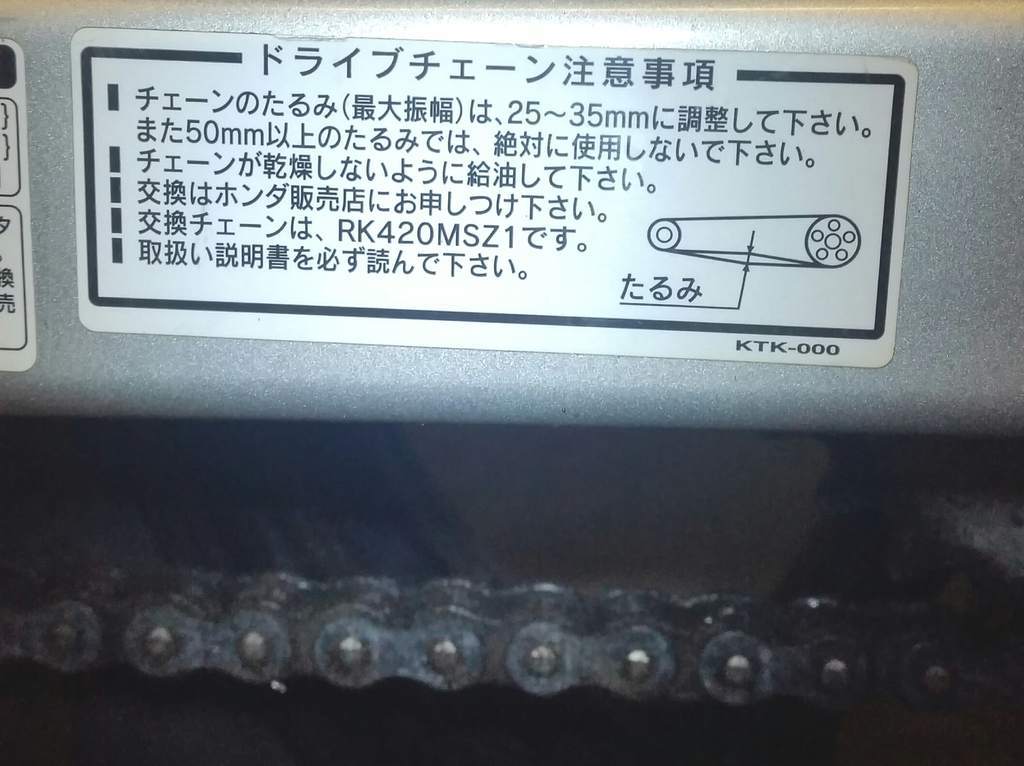 ドライブチェーン注意事項
チェーンのたるみ(最大振幅)は、25～35mmに調整して下さい。
また50mm以上のたるみでは、絶対に使用しないで下さい。
チェーンが乾燥しないように給油して下さい。
交換はホンダ販売店にお申しつけ下さい。
交換チェーンは、RK420MSZ1です。
取扱い説明書を必ず読んで下さい。
たるみ
KTK-000
タ
換
売